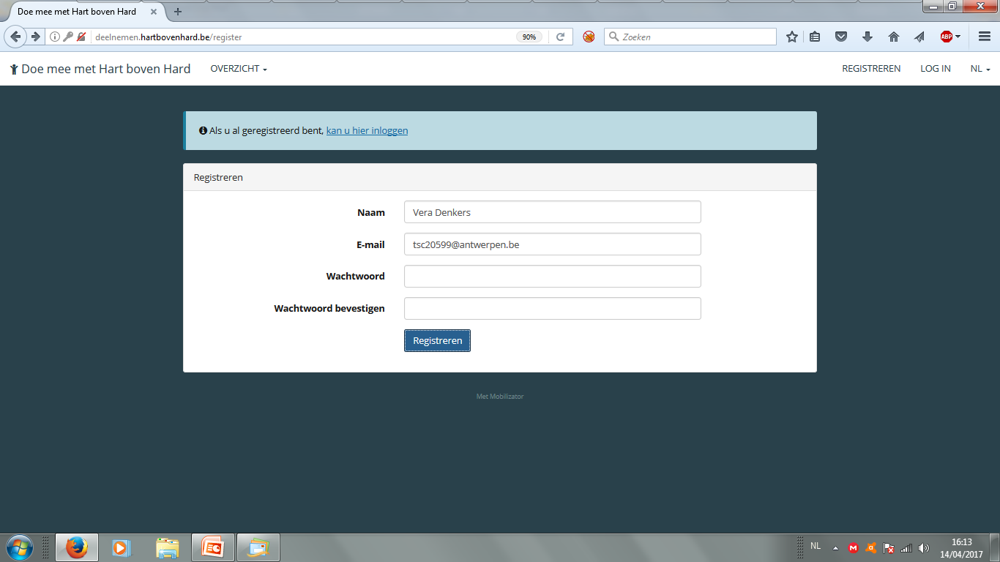 Doe mee met Hart boven Hard
deelnemen.hartbovenhard.be/register
90%
Zoeken
ABP
Doe mee met Hart boven Hard
OVERZICHT
REGISTREREN
LOG IN
NL
Als u al geregistreerd bent, kan u hier inloggen
Registreren
Naam
Vera Denkers
E-mail
tsc20599@antwerpen.be
Wachtwoord
Wachtwoord bevestigen
Registreren
Met Mobilizator
NL
16:13
14/04/2017